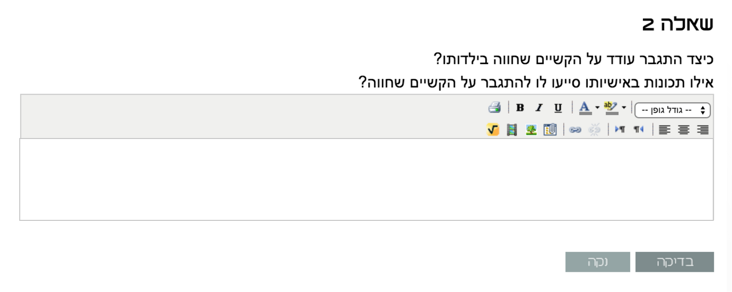 שאלה 2
כיצד התגבר עודד על הקשיים שחווה בילדותו?
אילו תכונות באישיותו סייעו לו להתגבר על הקשיים שחווה?
-- גודל גופן --
B I U A ab
בדיקה
נקה